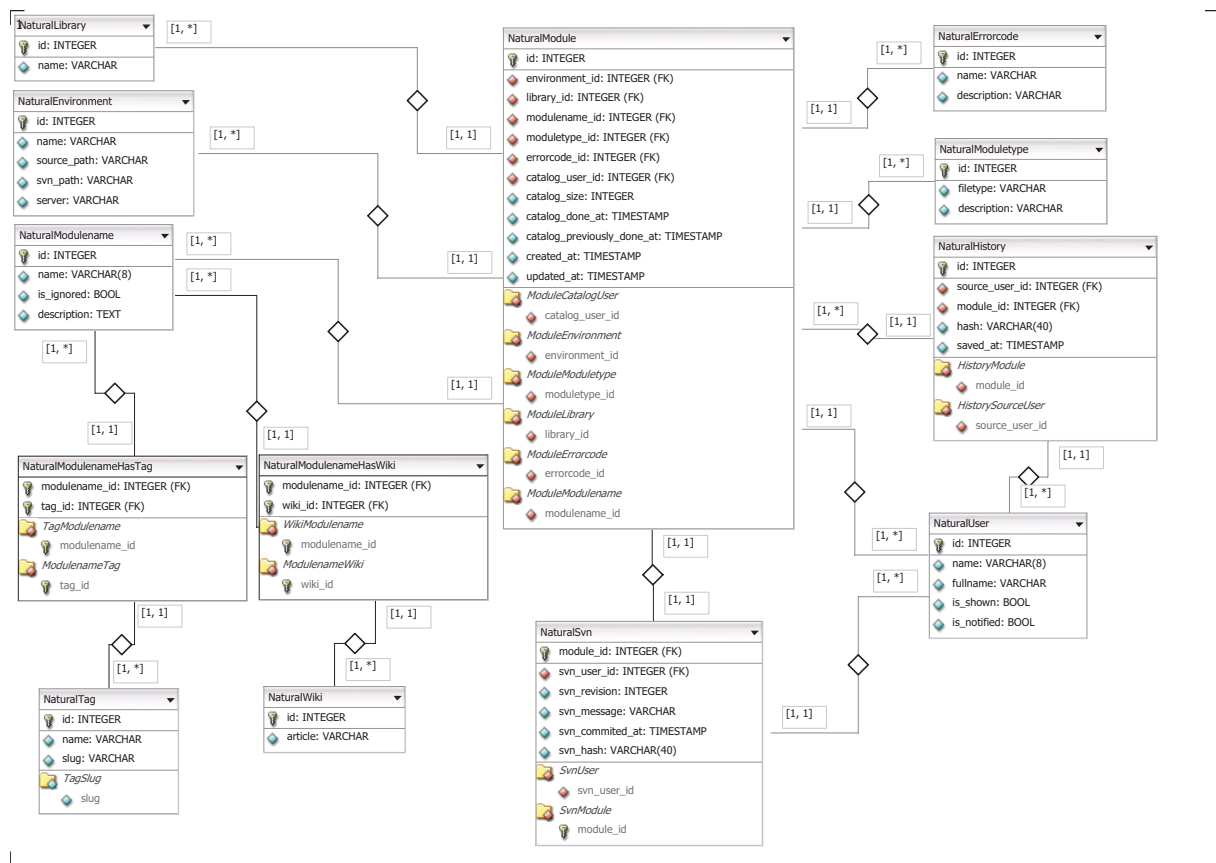 1
NaturalLibrary
id: INTEGER
name: VARCHAR
[1, *]
NaturalEnvironment
id: INTEGER
name: VARCHAR
source_path: VARCHAR
svn_path: VARCHAR
server: VARCHAR
[1, *]
[1, 1]
[1, 1]
NaturalModulename
id: INTEGER
name: VARCHAR(8)
is_ignored: BOOL
description: TEXT
[1, *]
[1, *]
[1, *]
[1, 1]
[1, 1]
[1, 1]
NaturalModulenameHasTag
modulename_id: INTEGER (FK)
tag_id: INTEGER (FK)
TagModulename
modulename_id
ModulenameTag
tag_id
[1, 1]
[1, *]
NaturalModulenameHasWiki
modulename_id: INTEGER (FK)
wiki_id: INTEGER (FK)
WikiModulename
modulename_id
ModulenameWiki
wiki_id
[1, 1]
[1, *]
NaturalTag
id: INTEGER
name: VARCHAR
slug: VARCHAR
TagSlug
slug
NaturalWiki
id: INTEGER
article: VARCHAR
NaturalModule
id: INTEGER
environment_id: INTEGER (FK)
library_id: INTEGER (FK)
modulename_id: INTEGER (FK)
moduletype_id: INTEGER (FK)
errorcode_id: INTEGER (FK)
catalog_user_id: INTEGER (FK)
catalog_size: INTEGER
catalog_done_at: TIMESTAMP
catalog_previously_done_at: TIMESTAMP
created_at: TIMESTAMP
updated_at: TIMESTAMP
ModuleCatalogUser
catalog_user_id
ModuleEnvironment
environment_id
ModuleModuletype
moduletype_id
ModuleLibrary
library_id
ModuleErrorcode
errorcode_id
ModuleModulename
modulename_id
[1, 1]
[1, 1]
NaturalSvn
module_id: INTEGER (FK)
svn_user_id: INTEGER (FK)
svn_revision: INTEGER
svn_message: VARCHAR
svn_commited_at: TIMESTAMP
svn_hash: VARCHAR(40)
SvnUser
svn_user_id
SvnModule
module_id
[1, *]
[1, 1]
NaturalErrorcode
id: INTEGER
name: VARCHAR
description: VARCHAR
[1, *]
[1, 1]
NaturalModuletype
id: INTEGER
filetype: VARCHAR
description: VARCHAR
[1, *]
[1, 1]
NaturalHistory
id: INTEGER
source_user_id: INTEGER (FK)
module_id: INTEGER (FK)
hash: VARCHAR(40)
saved_at: TIMESTAMP
HistoryModule
module_id
HistorySourceUser
source_user_id
[1, 1]
[1, 1]
[1, *]
[1, *]
[1, *]
[1, 1]
NaturalUser
id: INTEGER
name: VARCHAR(8)
fullname: VARCHAR
is_shown: BOOL
is_notified: BOOL